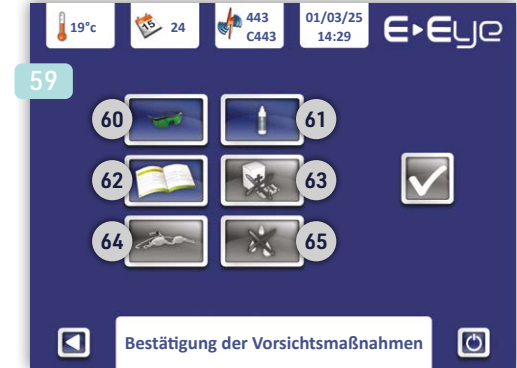 19°c
24
443
C443
01/03/25
14:29
E‣Eye
59
60
61
62
63
64
65
Bestätigung der Vorsichtsmaßnahmen